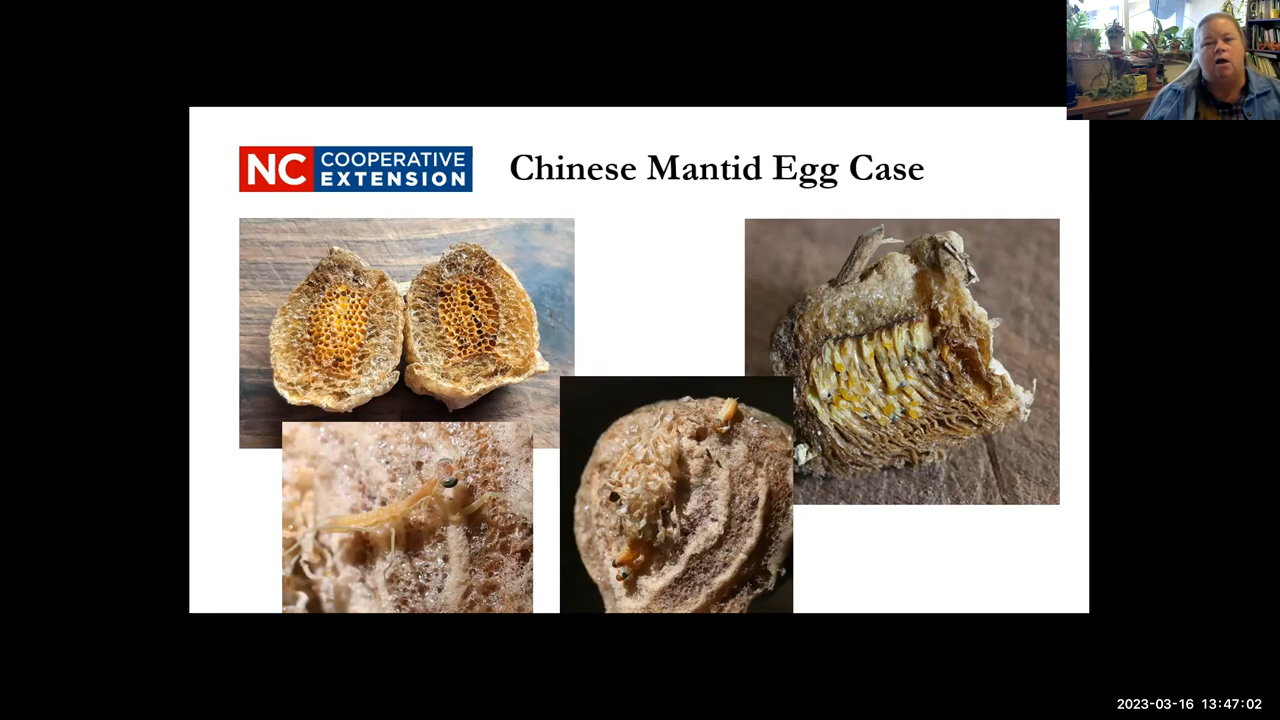 NC COOPERATIVE
EXTENSION
Chinese Mantid Egg Case
2023-03-16 13:47:02